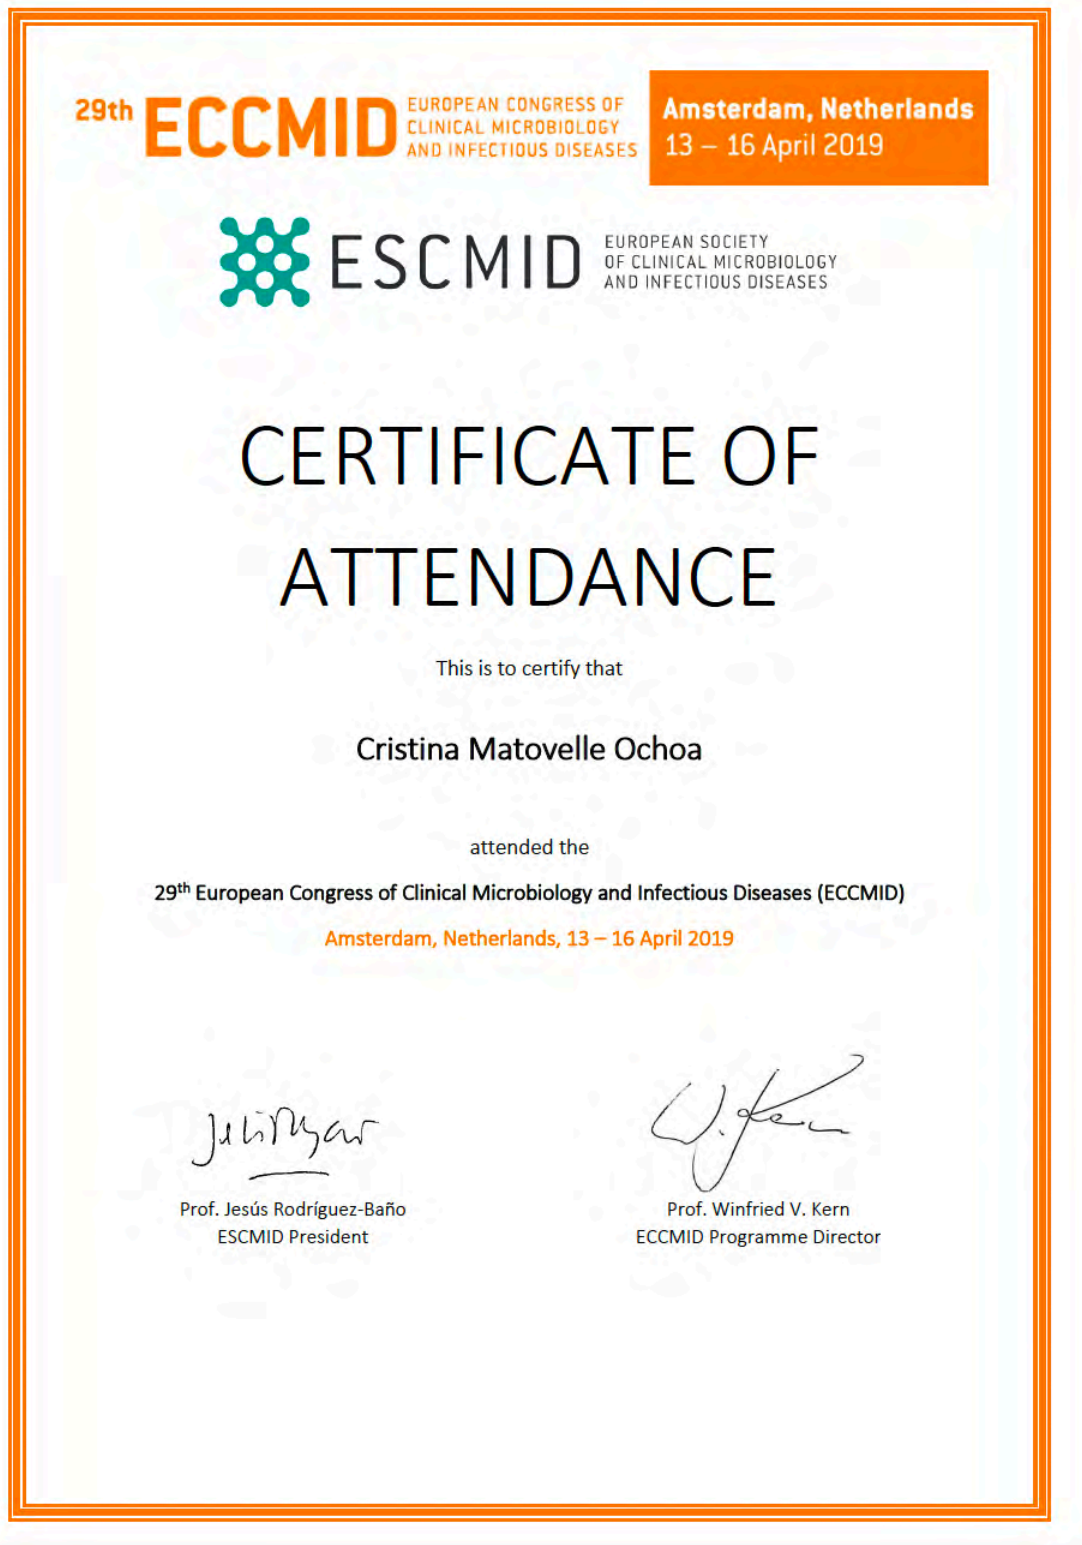 29th ECCMID EUROPEAN CONGRESS OF
CLINICAL MICROBIOLOGY
AND INFECTIOUS DISEASES
Amsterdam, Netherlands
13 – 16 April 2019
ESCMID EUROPEAN SOCIETY
OF CLINICAL MICROBIOLOGY
AND INFECTIOUS DISEASES
CERTIFICATE OF
ATTENDANCE
This is to certify that
Cristina Matovelle Ochoa
attended the
29th European Congress of Clinical Microbiology and Infectious Diseases (ECCMID)
Amsterdam, Netherlands, 13 – 16 April 2019
W. Kern
Prof. Jesús Rodríguez-Baño
ESCMID President
Prof. Winfried V. Kern
ECCMID Programme Director